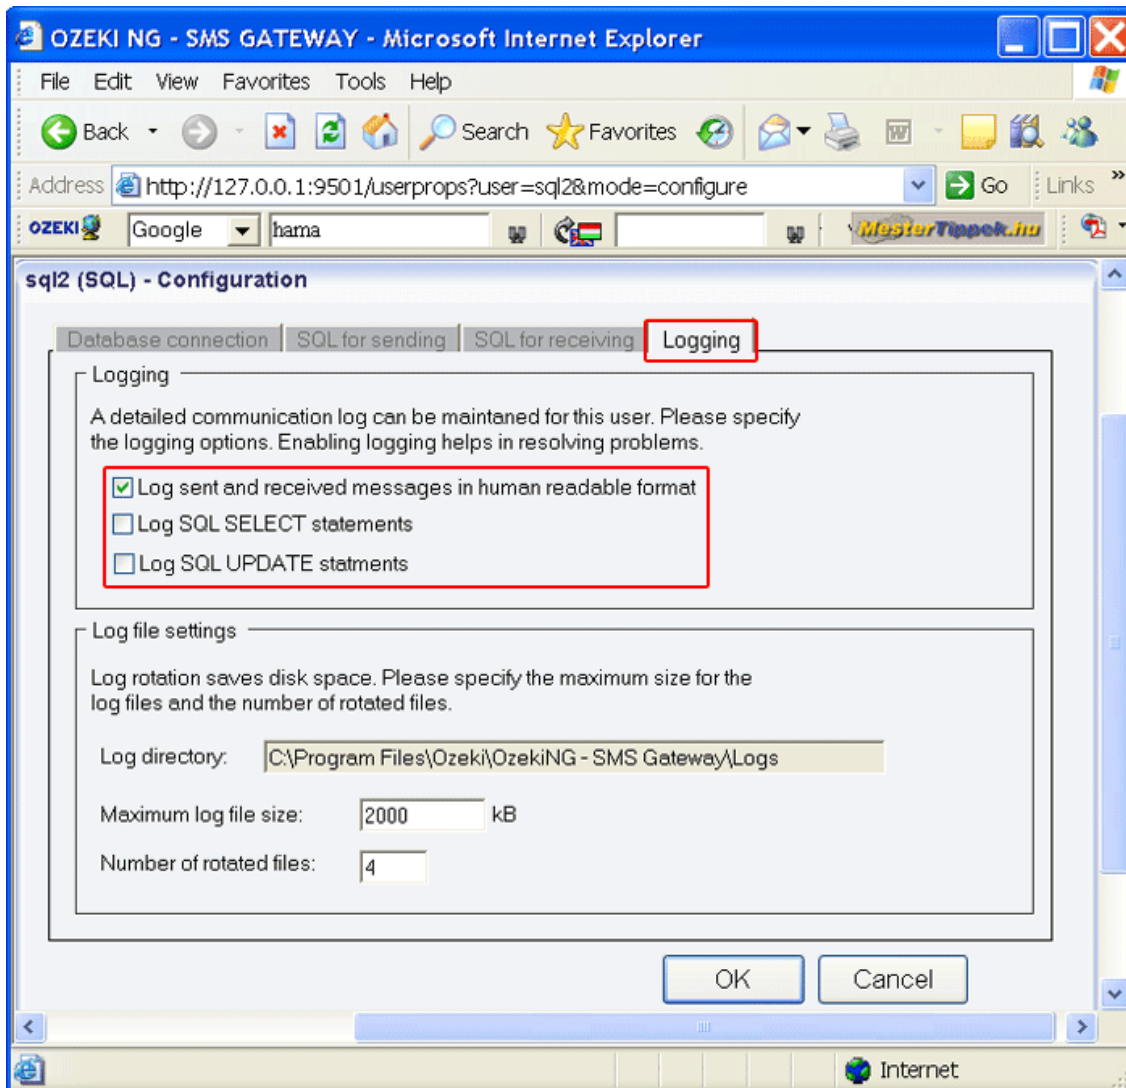 OZEKI NG - SMS GATEWAY - Microsoft Internet Explorer
File Edit View Favorites Tools Help
Back Search Favorites
Address http://127.0.0.1:9501/userprops?user=sql2&mode=configure Go Links »
OZEKI Google hama MesterTippek.hu
sql2 (SQL) - Configuration
Database connection SQL for sending SQL for receiving Logging
Logging
A detailed communication log can be maintaned for this user. Please specify
the logging options. Enabling logging helps in resolving problems.
Log sent and received messages in human readable format
Log SQL SELECT statements
Log SQL UPDATE statments
Log file settings
Log rotation saves disk space. Please specify the maximum size for the
log files and the number of rotated files.
Log directory: C:\Program Files\Ozeki\OzekiNG - SMS Gateway\Logs
Maximum log file size: 2000 kB
Number of rotated files: 4
OK Cancel
Internet